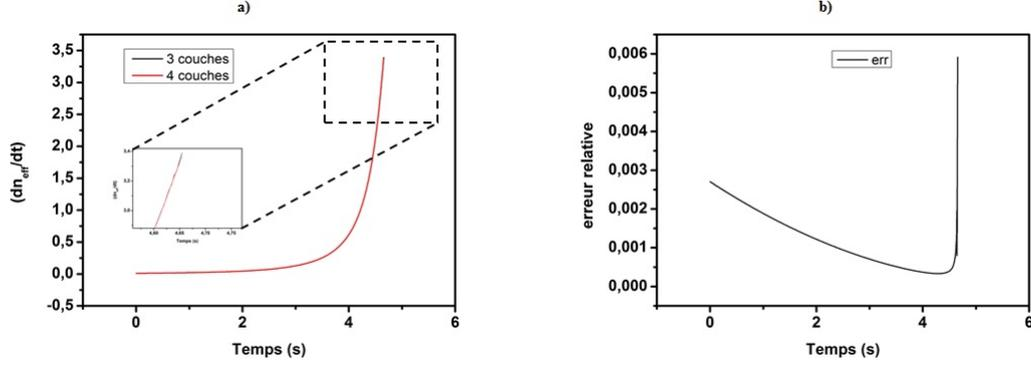 a)
3,5
3,0
2,5
2,0
1,5
1,0
0,5
0,0
-0,5
(dn_eff/dt)
3 couches
4 couches
4,60 4,65 4,70 4,75
Temps (s)
0 2 4 6
Temps (s)
b)
0,006
0,005
0,004
0,003
0,002
0,001
0,000
erreur relative
err
0 2 4 6
Temps (s)